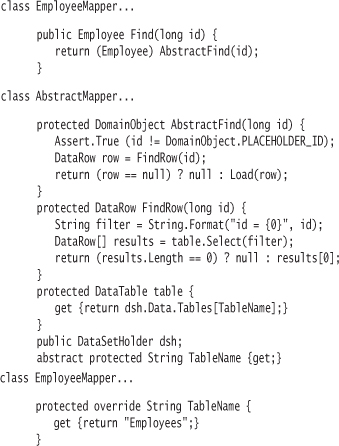 class EmployeeMapper...
public Employee Find(long id) {
return (Employee) AbstractFind(id);
}
class AbstractMapper...
protected DomainObject AbstractFind(long id) {
Assert.True (id != DomainObject.PLACEHOLDER_ID);
DataRow row = FindRow(id);
return (row == null) ? null : Load(row);
}
protected DataRow FindRow(long id) {
String filter = String.Format("id = {0}", id);
DataRow[] results = table.Select(filter);
return (results.Length == 0) ? null : results[0];
}
protected DataTable table {
get {return dsh.Data.Tables[TableName];}
}
public DataSetHolder dsh;
abstract protected String TableName {get;}
class EmployeeMapper...
protected override String TableName {
get {return "Employees";}
}